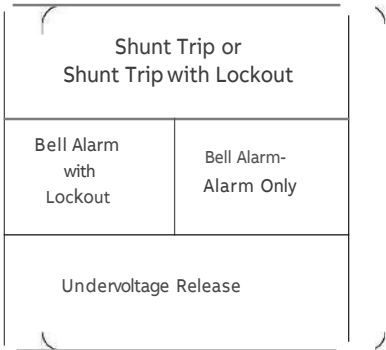 Shunt Trip or
Shunt Trip with Lockout
Bell Alarm
with
Lockout
Bell Alarm-
Alarm Only
Undervoltage Release